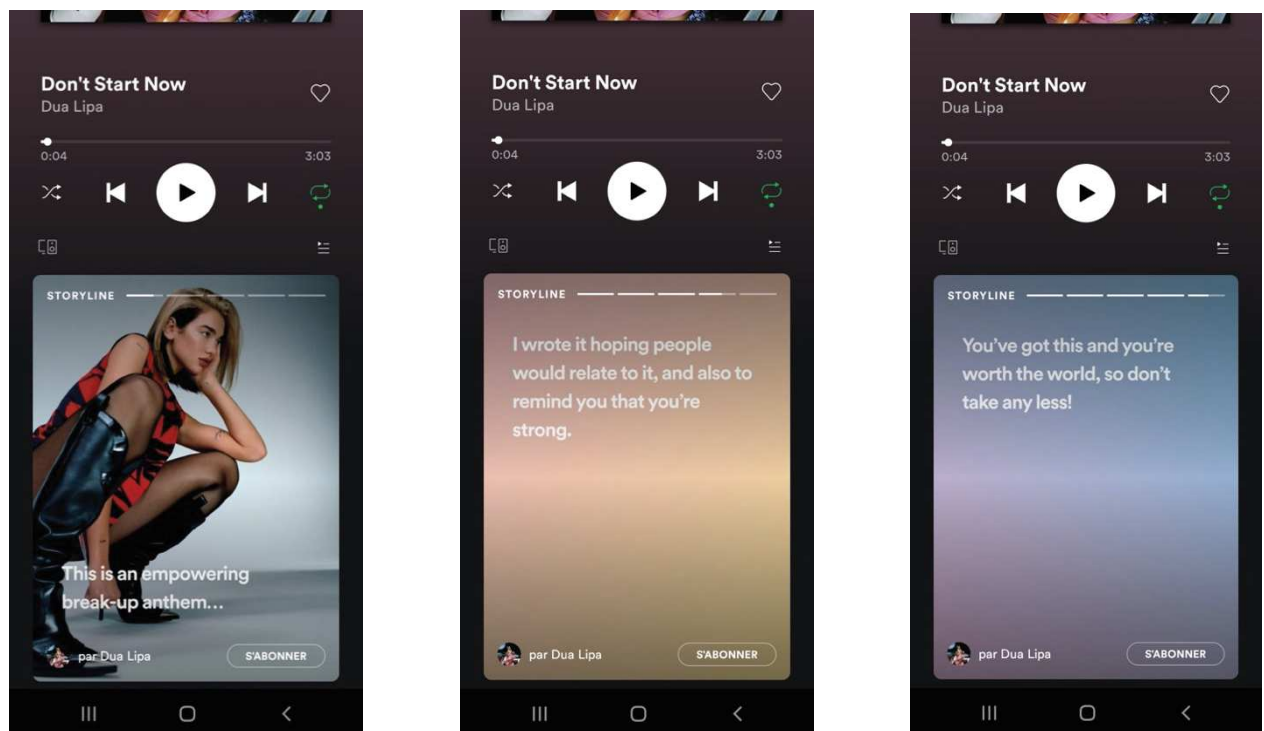 Don't Start Now
Dua Lipa
0:04
3:03
STORYLINE
This is an empowering
break-up anthem...
par Dua Lipa
S'ABONNER
Don't Start Now
Dua Lipa
0:04
3:03
STORYLINE
I wrote it hoping people
would relate to it, and also to
remind you that you're
strong.
par Dua Lipa
S'ABONNER
Don't Start Now
Dua Lipa
0:04
3:03
STORYLINE
You've got this and you're
worth the world, so don't
take any less!
par Dua Lipa
S'ABONNER